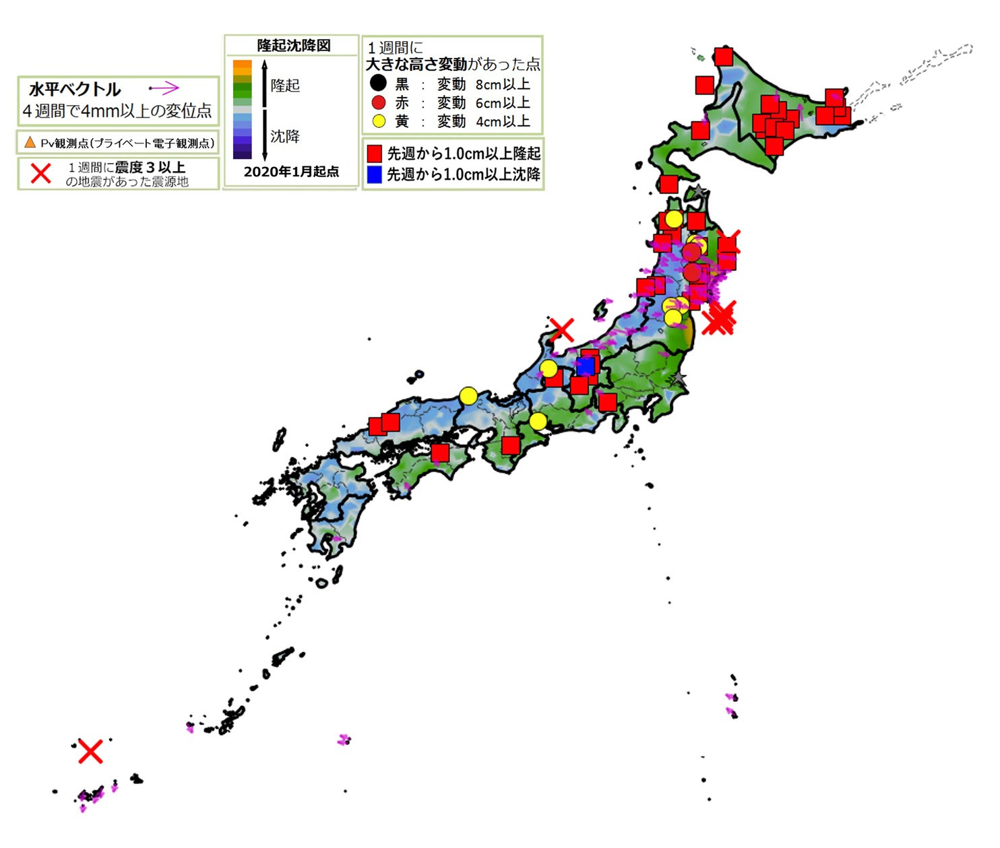 水平ベクトル
４週間で4mm以上の変位点
Pv観測点(プライベート電子観測点)
１週間に震度３以上
の地震があった震源地
隆起沈降図
隆起
沈降
2020年1月起点
１週間に
大きな高さ変動があった点
黒 ： 変動 8cm以上
赤 ： 変動 6cm以上
黄 ： 変動 4cm以上
先週から1.0cm以上隆起
先週から1.0cm以上沈降